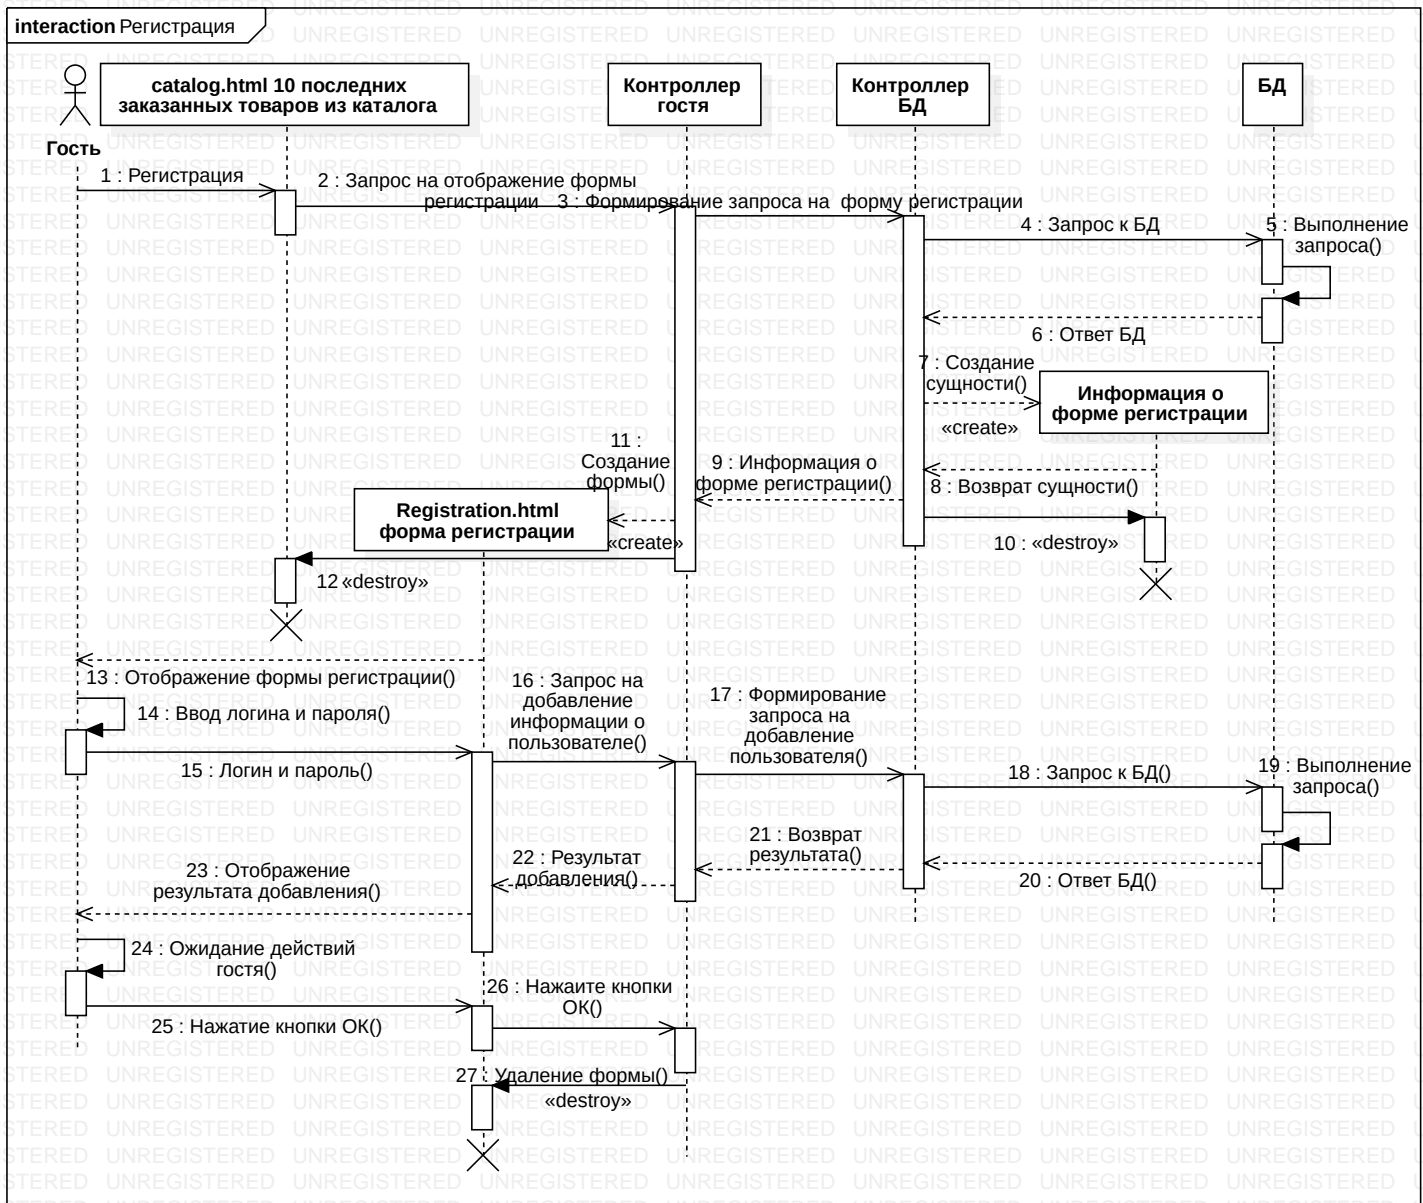 interaction Регистрация
catalog.html 10 последних
заказанных товаров из каталога
Контроллер
гостя
Контроллер
БД
БД
Гость
1 : Регистрация
2 : Запрос на отображение формы
регистрации
3 : Формирование запроса на форму регистрации
4 : Запрос к БД
5 : Выполнение
запроса()
6 : Ответ БД
7 : Создание
сущности()
«create»
Информация о
форме регистрации
8 : Возврат сущности()
9 : Информация о
форме регистрации()
10 : «destroy»
11 :
Создание
формы()
«create»
Registration.html
форма регистрации
12 «destroy»
13 : Отображение формы регистрации()
14 : Ввод логина и пароля()
15 : Логин и пароль()
16 : Запрос на
добавление
информации о
пользователе()
17 : Формирование
запроса на
добавление
пользователя()
18 : Запрос к БД()
19 : Выполнение
запроса()
20 : Ответ БД()
21 : Возврат
результата()
22 : Результат
добавления()
23 : Отображение
результата добавления()
24 : Ожидание действий
гостя()
25 : Нажатие кнопки ОК()
26 : Нажаите кнопки
ОК()
27 : Удаление формы()
«destroy»
UNREGISTERED